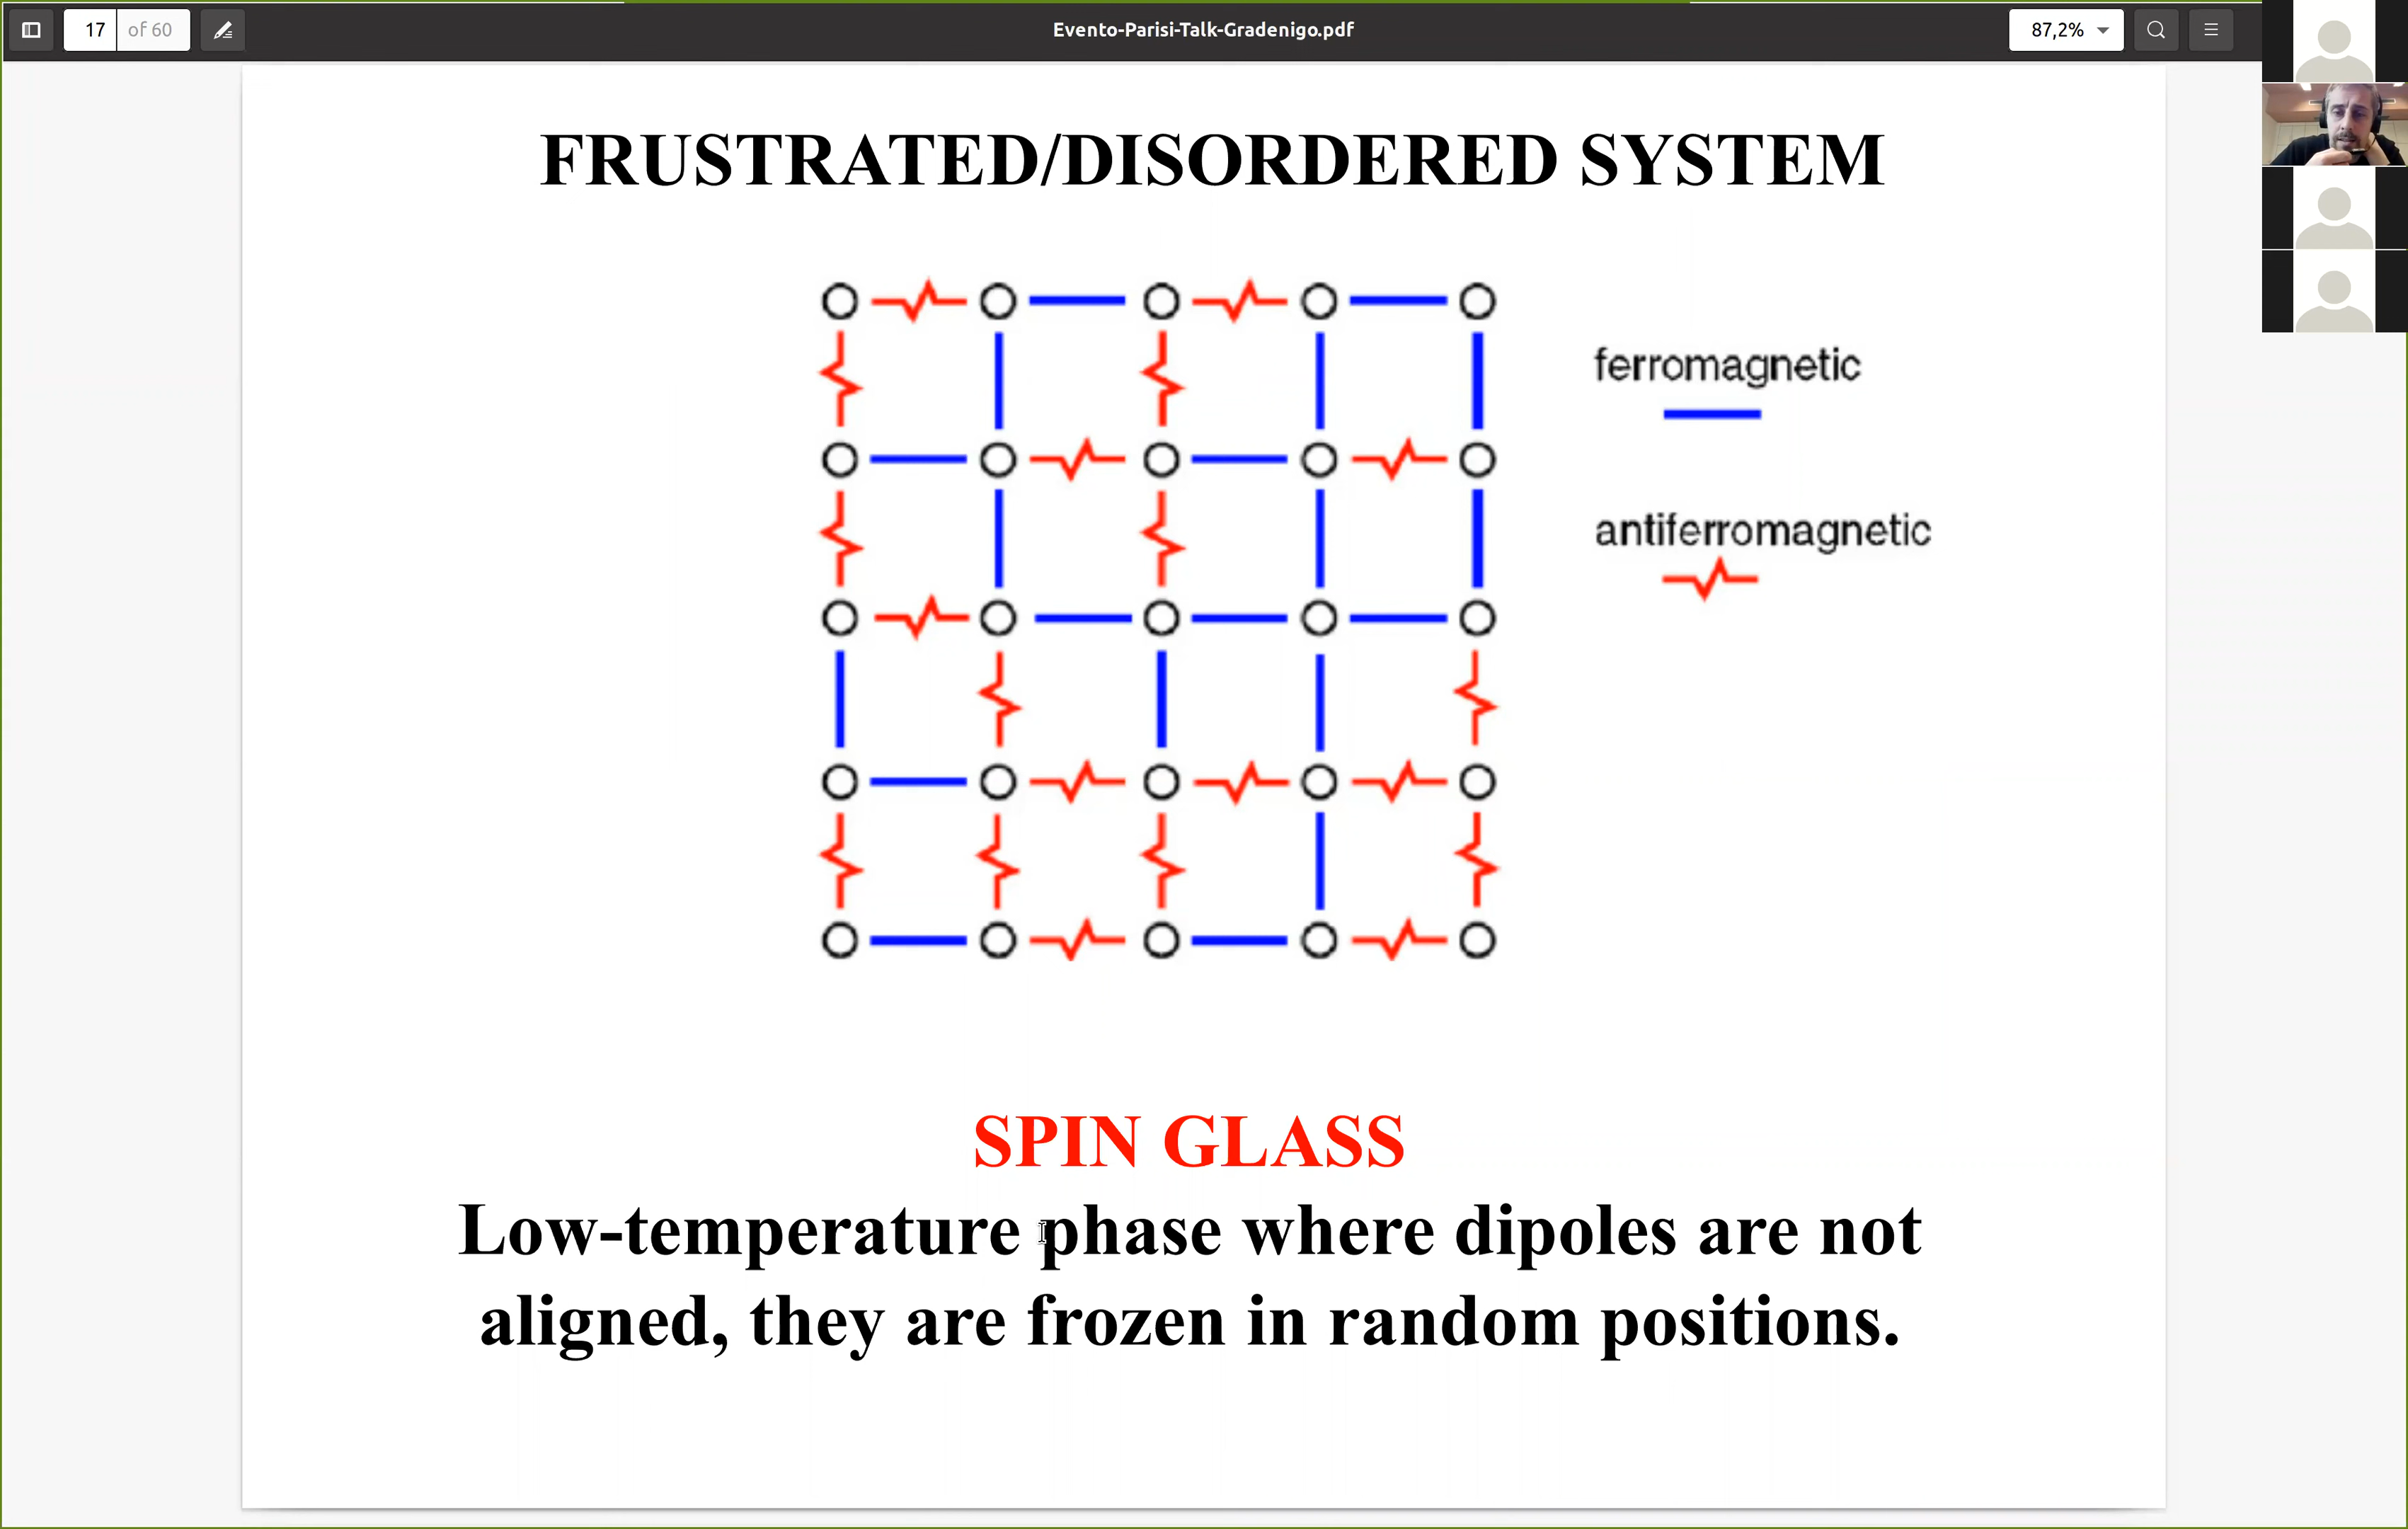 17 of 60
Evento-Parisi-Talk-Gradenigo.pdf
87,2%
FRUSTRATED/DISORDERED SYSTEM
ferromagnetic
antiferromagnetic
SPIN GLASS
Low-temperature phase where dipoles are not
aligned, they are frozen in random positions.